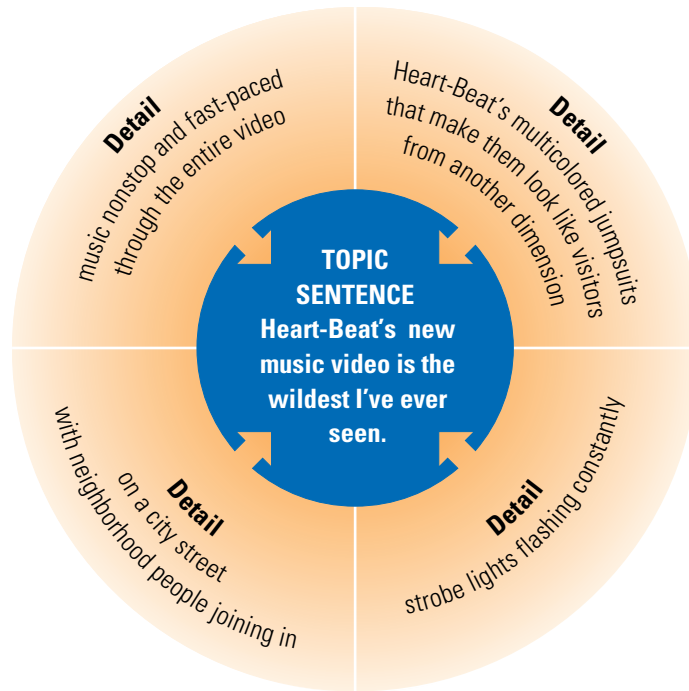 Detail
music nonstop and fast-paced
through the entire video
Detail
Heart-Beat's multicolored jumpsuits
that make them look like visitors
from another dimension
TOPIC
SENTENCE
Heart-Beat's new
music video is the
wildest I've ever
seen.
Detail
on a city street
with neighborhood people joining in
Detail
strobe lights flashing constantly